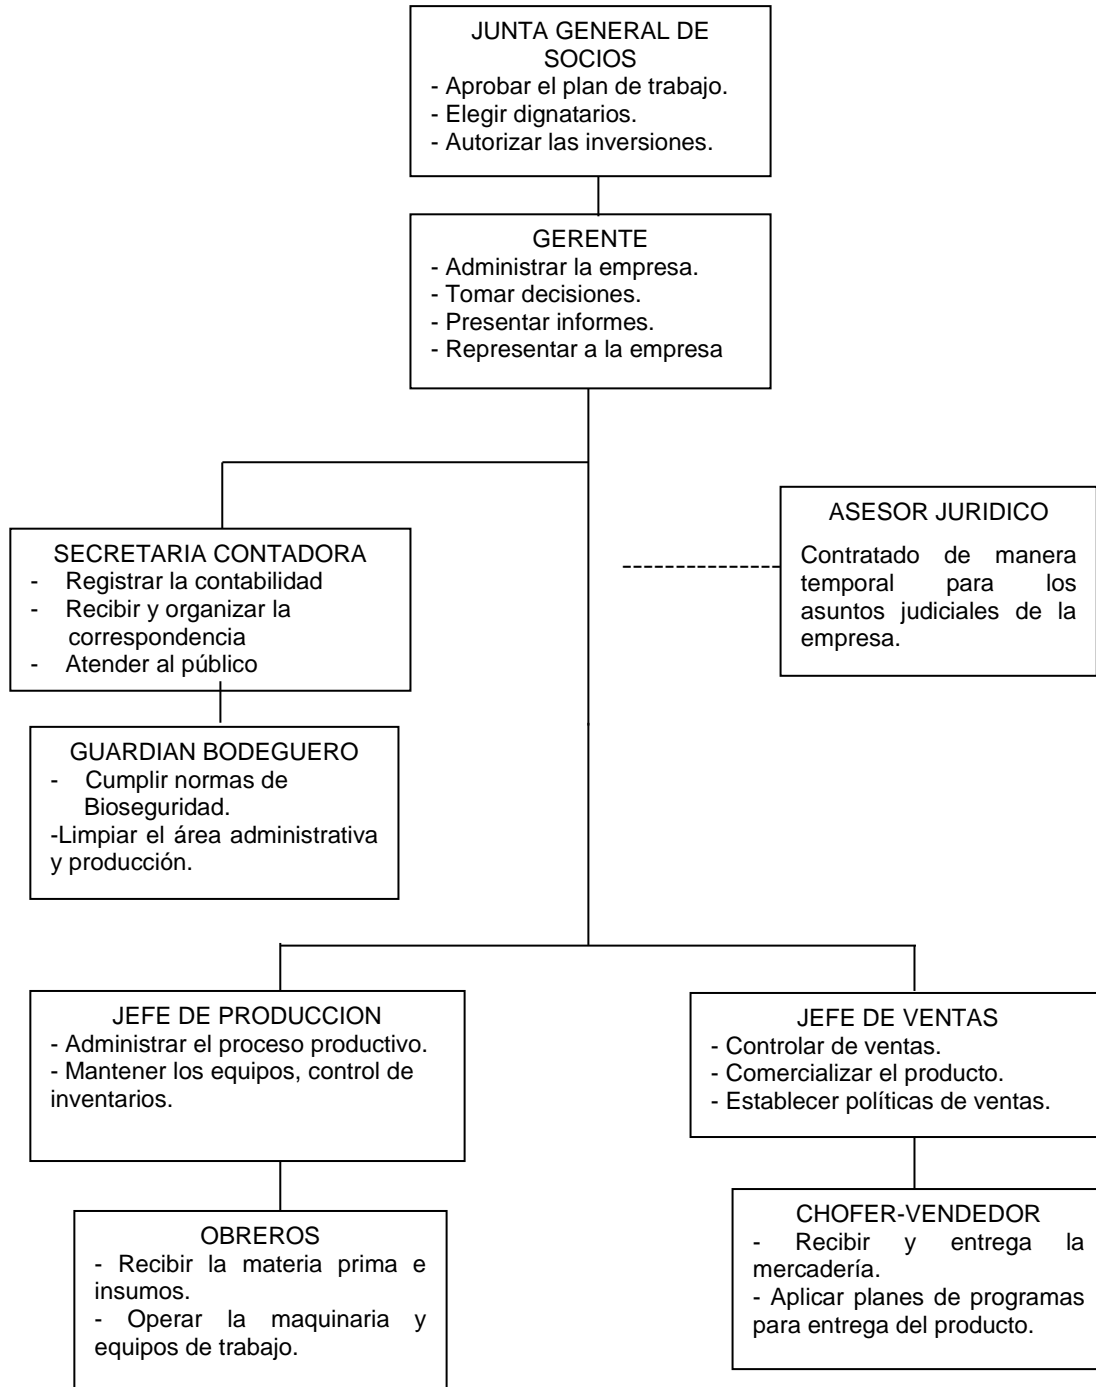 JUNTA GENERAL DE
SOCIOS
- Aprobar el plan de trabajo.
- Elegir dignatarios.
- Autorizar las inversiones.
GERENTE
- Administrar la empresa.
- Tomar decisiones.
- Presentar informes.
- Representar a la empresa
ASESOR JURIDICO
Contratado de manera
temporal para los
asuntos judiciales de la
empresa.
SECRETARIA CONTADORA
- Registrar la contabilidad
- Recibir y organizar la
correspondencia
- Atender al público
GUARDIAN BODEGUERO
- Cumplir normas de
Bioseguridad.
-Limpiar el área administrativa
y producción.
JEFE DE PRODUCCION
- Administrar el proceso productivo.
- Mantener los equipos, control de
inventarios.
JEFE DE VENTAS
- Controlar de ventas.
- Comercializar el producto.
- Establecer políticas de ventas.
OBREROS
- Recibir la materia prima e
insumos.
- Operar la maquinaria y
equipos de trabajo.
CHOFER-VENDEDOR
- Recibir y entrega la
mercadería.
- Aplicar planes de programas
para entrega del producto.